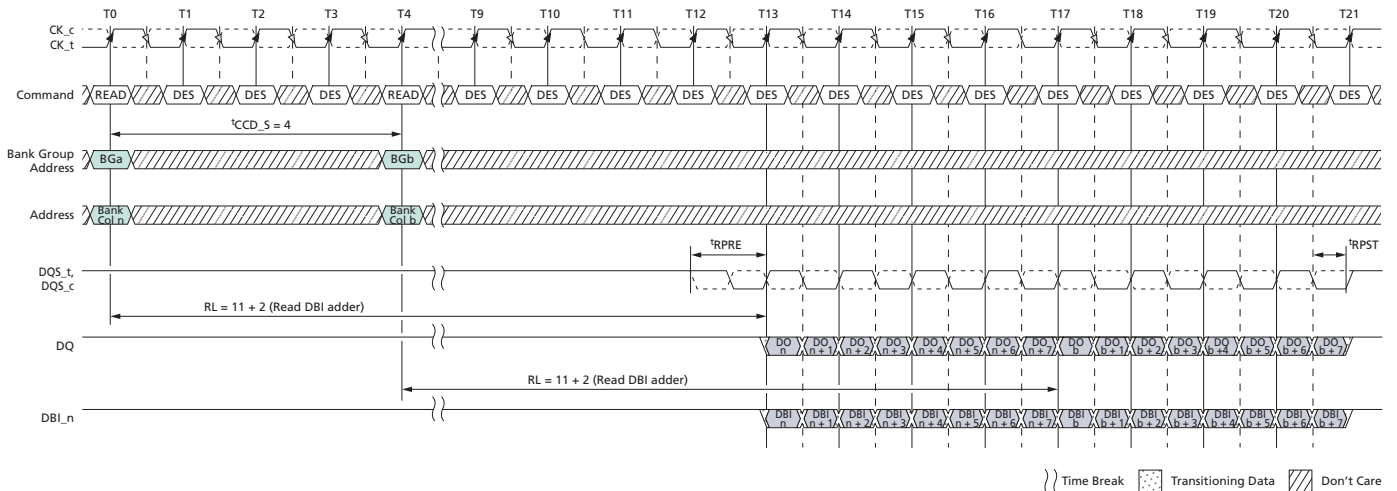 T0 T1 T2 T3 T4 T9 T10 T11 T12 T13 T14 T15 T16 T17 T18 T19 T20 T21
CK_c
CK_t
Command READ DES DES DES READ DES DES DES DES DES DES DES DES DES DES DES DES DES
tCCD_S = 4
Bank Group
Address
BGa BGb
Address
Bank
Col n
Bank
Col b
tRPRE tRPST
DQS_t,
DQS_c
RL = 11 + 2 (Read DBI adder)
DQ
DO DO DO DO DO DO DO DO DO DO DO DO DO DO DO DO
n n + 1 n + 2 n + 3 n + 4 n + 5 n + 6 n + 7 b b + 1 b + 2 b + 3 b +4 b + 5 b + 6 b + 7
RL = 11 + 2 (Read DBI adder)
DBI_n
DBI DBI DBI DBI DBI DBI DBI DBI DBI DBI DBI DBI DBI DBI DBI DBI
n n + 1 n + 2 n + 3 n + 4 n + 5 n + 6 n + 7 b b + 1 b + 2 b + 3 b + 4 b + 5 b + 6 b + 7
Time Break Transitioning Data Don't Care